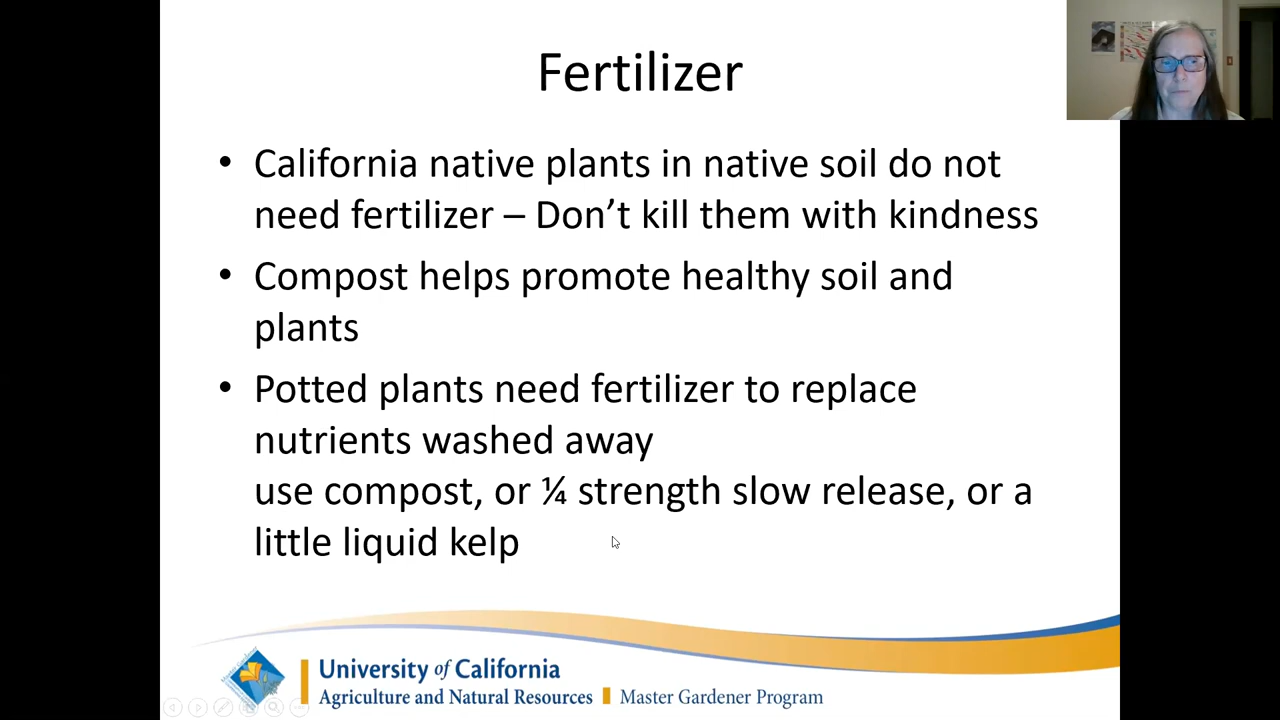 Fertilizer
• California native plants in native soil do not
need fertilizer – Don’t kill them with kindness
• Compost helps promote healthy soil and
plants
• Potted plants need fertilizer to replace
nutrients washed away
use compost, or ¼ strength slow release, or a
little liquid kelp
University of California
Agriculture and Natural Resources | Master Gardener Program